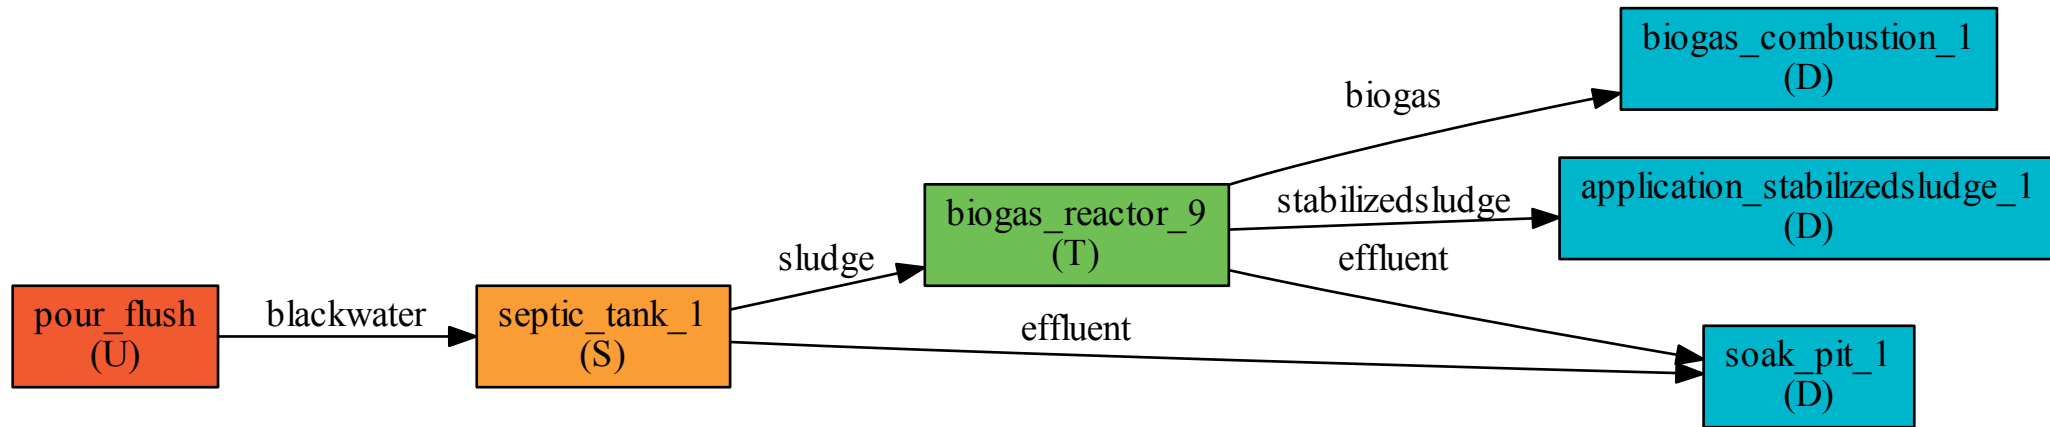 pour_flush
(U)
blackwater
septic_tank_1
(S)
sludge
effluent
biogas_reactor_9
(T)
biogas
stabilizedsludge
effluent
biogas_combustion_1
(D)
application_stabilizedsludge_1
(D)
soak_pit_1
(D)